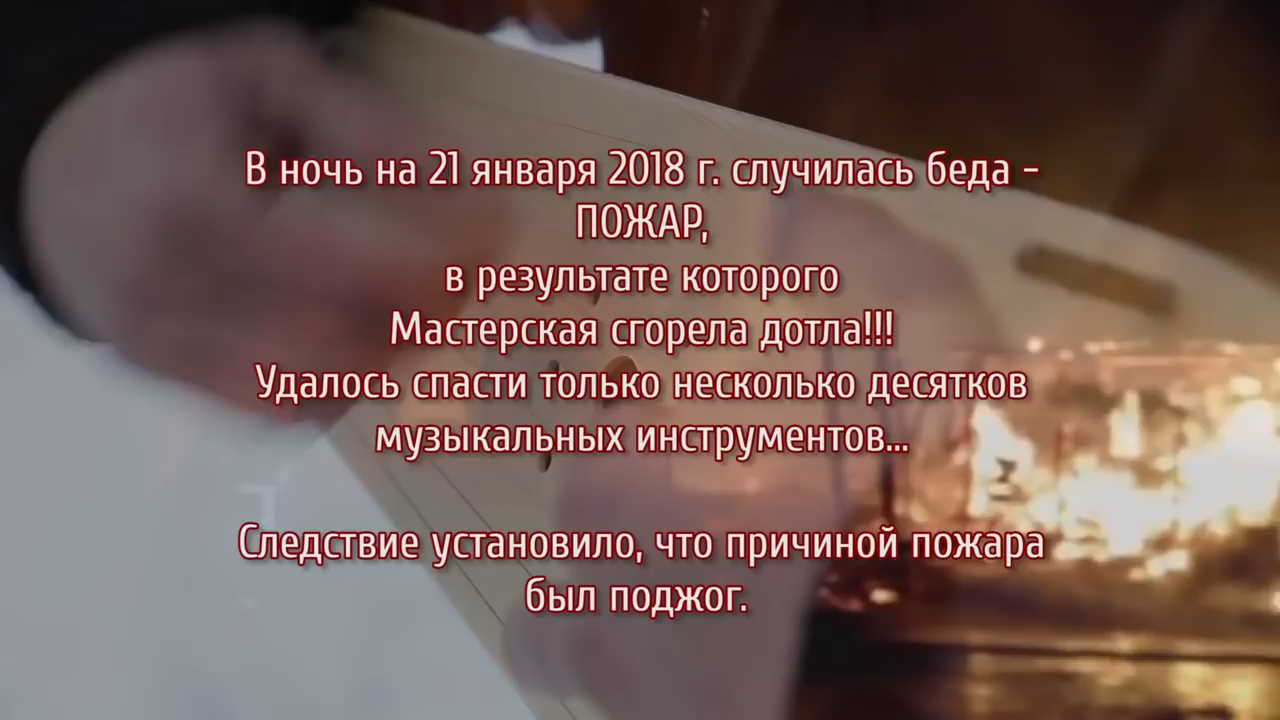 В ночь на 21 января 2018 г. случилась беда -
ПОЖАР,
в результате которого
Мастерская сгорела дотла!!!
Удалось спасти только несколько десятков
музыкальных инструментов...
Следствие установило, что причиной пожара
был поджог.